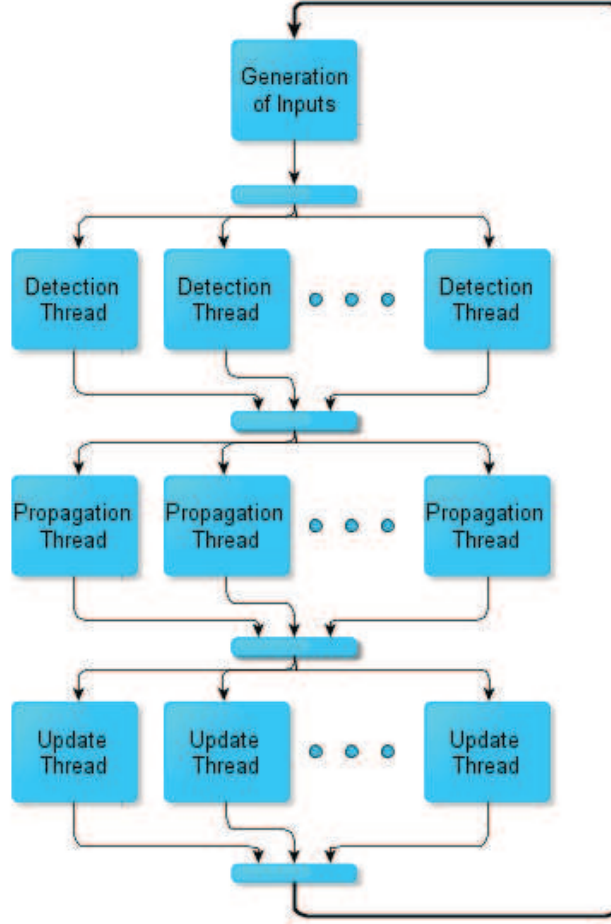 Generation
of Inputs
Detection
Thread
Detection
Thread
Detection
Thread
Propagation
Thread
Propagation
Thread
Propagation
Thread
Update
Thread
Update
Thread
Update
Thread